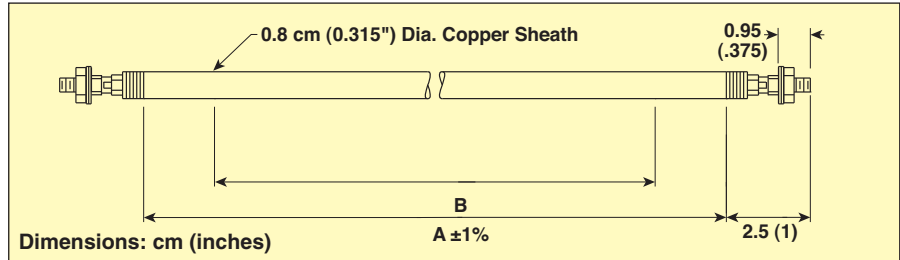 0.8 cm (0.315") Dia. Copper Sheath
0.95
(.375)
B
A ±1%
2.5 (1)
Dimensions: cm (inches)